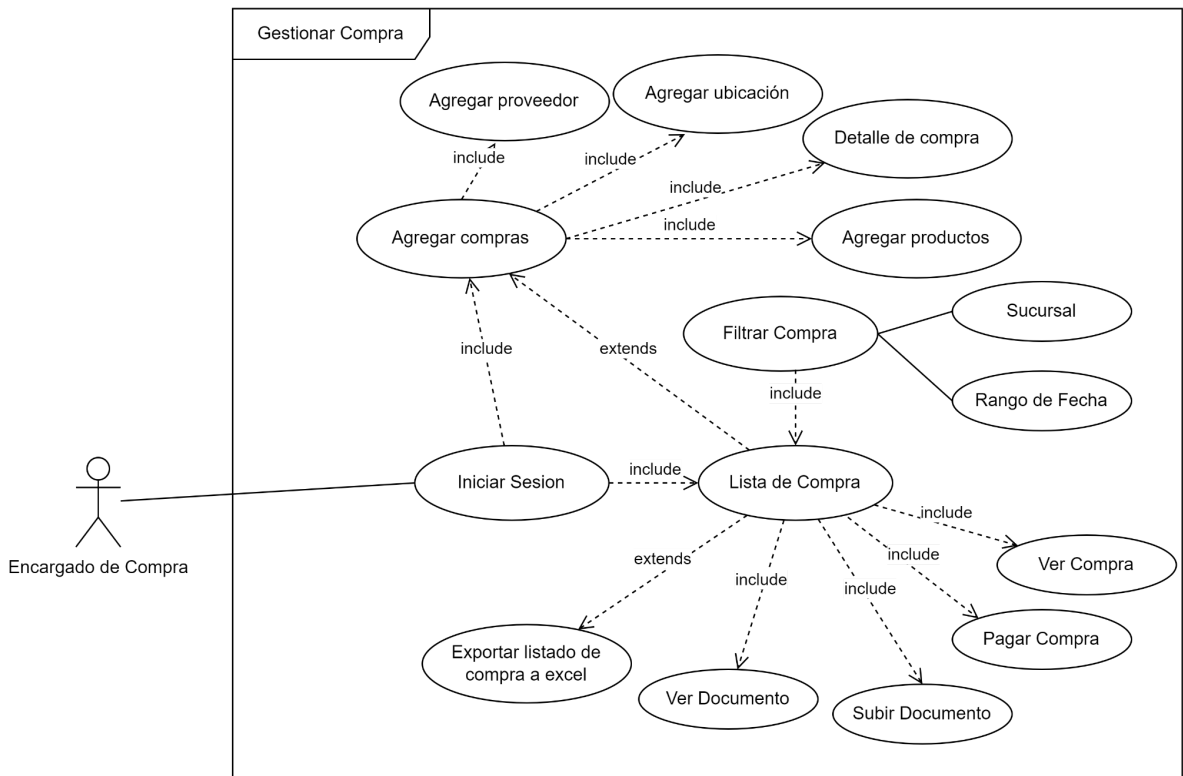 Gestionar Compra
Agregar proveedor
Agregar ubicación
Detalle de compra
include
include
include
include
Agregar compras
Agregar productos
Sucursal
Filtrar Compra
include
extends
include
Rango de Fecha
Iniciar Sesion
include
Lista de Compra
Encargado de Compra
include
extends
include
include
include
Ver Compra
Pagar Compra
Exportar listado de
compra a excel
Ver Documento
Subir Documento